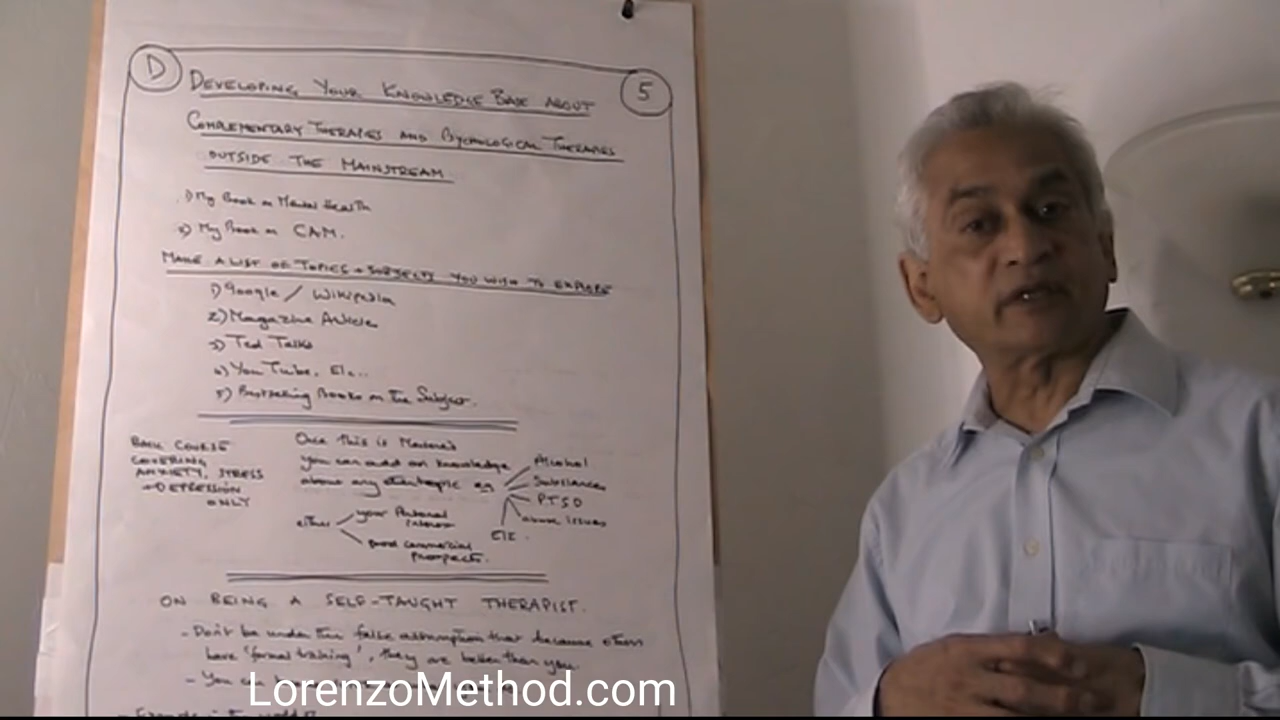 D
5
DEVELOPING YOUR KNOWLEDGE BASE ABOUT
COMPLEMENTARY THERAPIES AND PSYCHOLOGICAL THERAPIES
OUTSIDE THE MAINSTREAM
1) My Book on Mental Health
2) My Book on CAM.
MAKE A LIST OF TOPICS + SUBJECTS YOU WISH TO EXPLORE
1) Google / Wikipedia
2) Magazine Articles
3) Ted Talks
4) You Tube, Etc..
5) Bestselling Books on the Subject.
BASIC COURSE
COVERING
ANXIETY, STRESS
+ DEPRESSION
ONLY
Once this is
you can add on knowledge
about any eg
Alcohol
Substances
PTSD
abuse issues
ETC.
either
your Personal
Interest
Good commercial
Prospects.
ON BEING A SELF-TAUGHT THERAPIST.
- Don't be under the false assumption that because others
have 'formal training', they are better than you.
- You can
LorenzoMethod.com